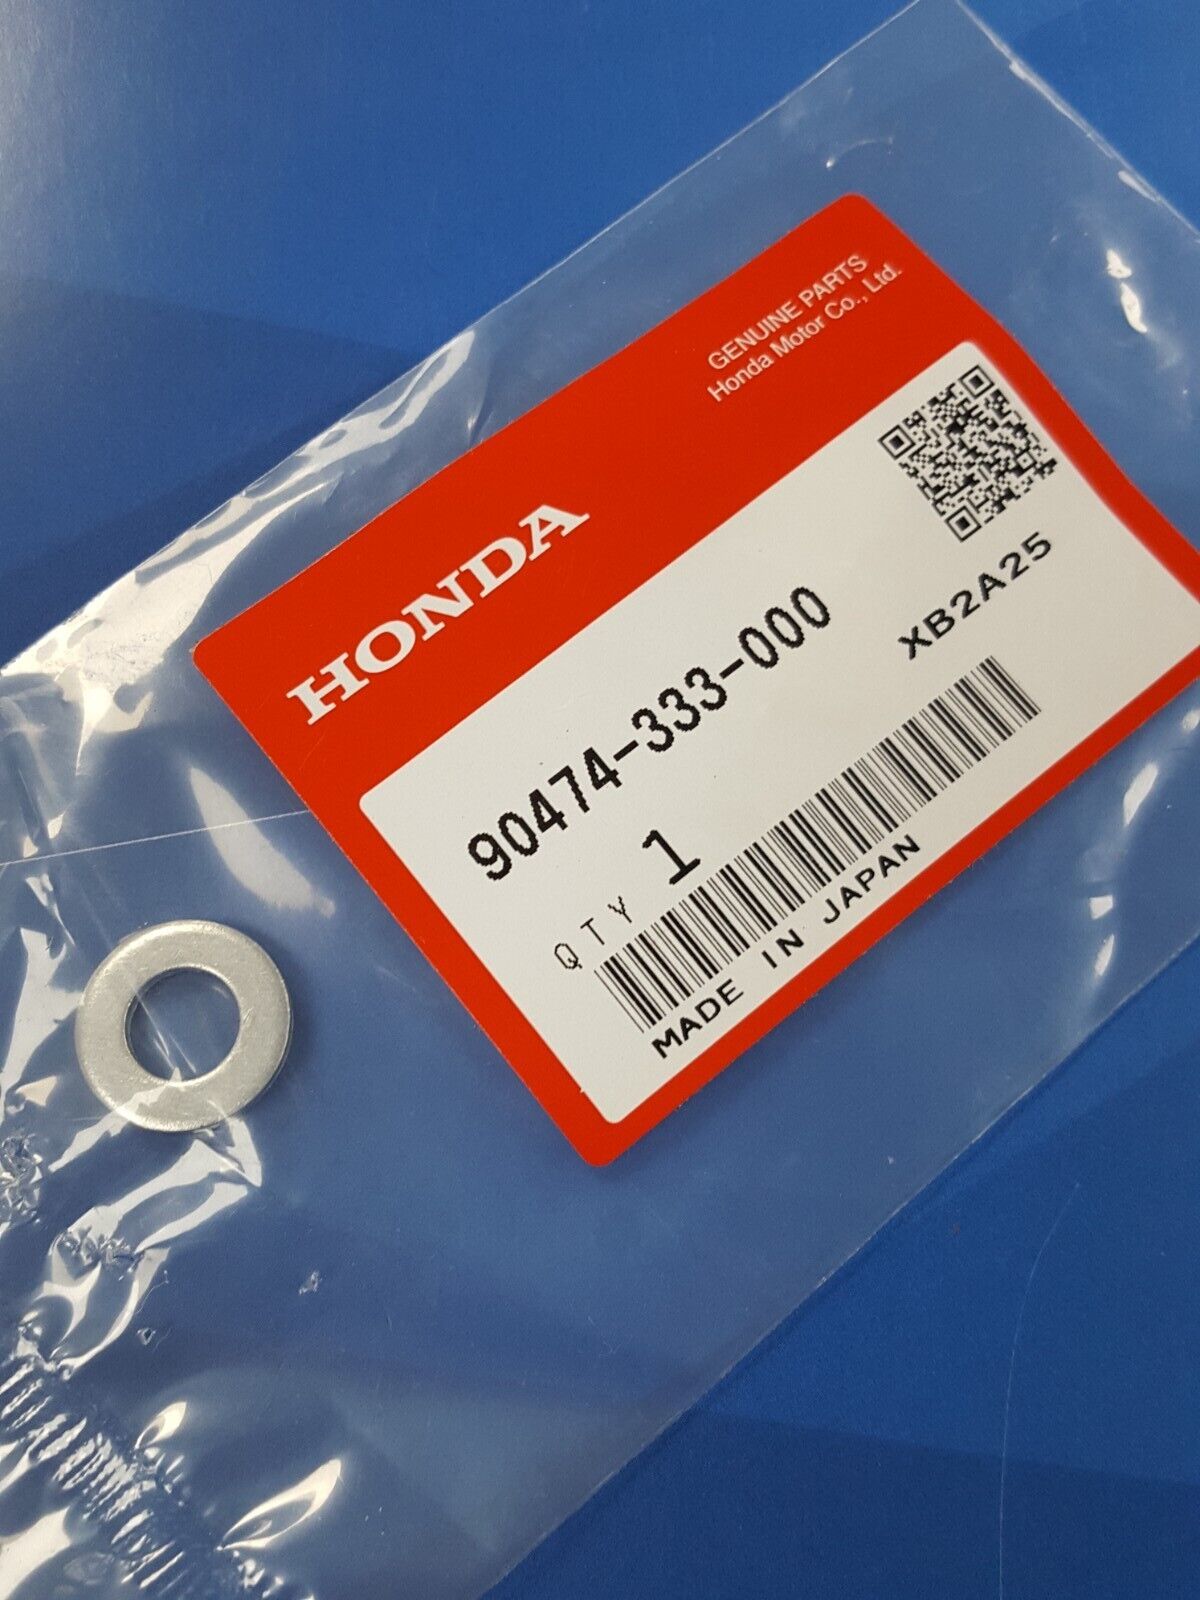 GENUINE PARTS
Honda Motor Co., Ltd.
HONDA
90474-333-000
XB2A25
QTY 1
MADE IN JAPAN